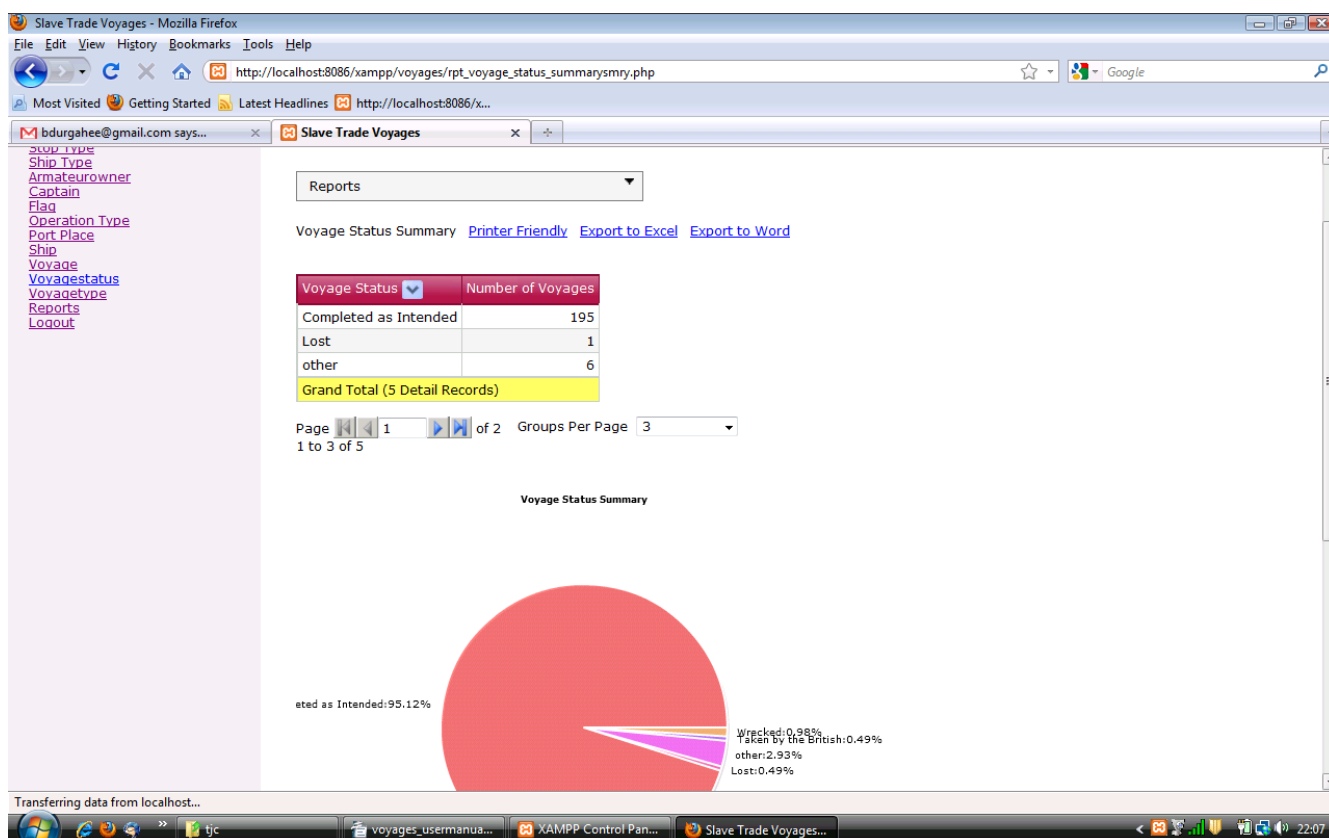 Slave Trade Voyages - Mozilla Firefox
File Edit View History Bookmarks Tools Help
http://localhost:8086/xampp/voyages/rpt_voyage_status_summarysmry.php
Google
Most Visited Getting Started Latest Headlines http://localhost:8086/x...
bdurgahee@gmail.com says... Slave Trade Voyages
Stop Type
Ship Type
Armateurowner
Captain
Flag
Operation Type
Port Place
Ship
Voyage
Voyagestatus
Voyagetype
Reports
Logout
Reports
Voyage Status Summary Printer Friendly Export to Excel Export to Word
Voyage Status Number of Voyages
Completed as Intended 195
Lost 1
other 6
Grand Total (5 Detail Records)
Page 1 of 2 Groups Per Page 3
1 to 3 of 5
Voyage Status Summary
eted as Intended:95.12%
Wrecked:0.98%
Taken by the British:0.49%
other:2.93%
Lost:0.49%
Transferring data from localhost...
tjc voyages_usermanua... XAMPP Control Pan... Slave Trade Voyages... 22:07